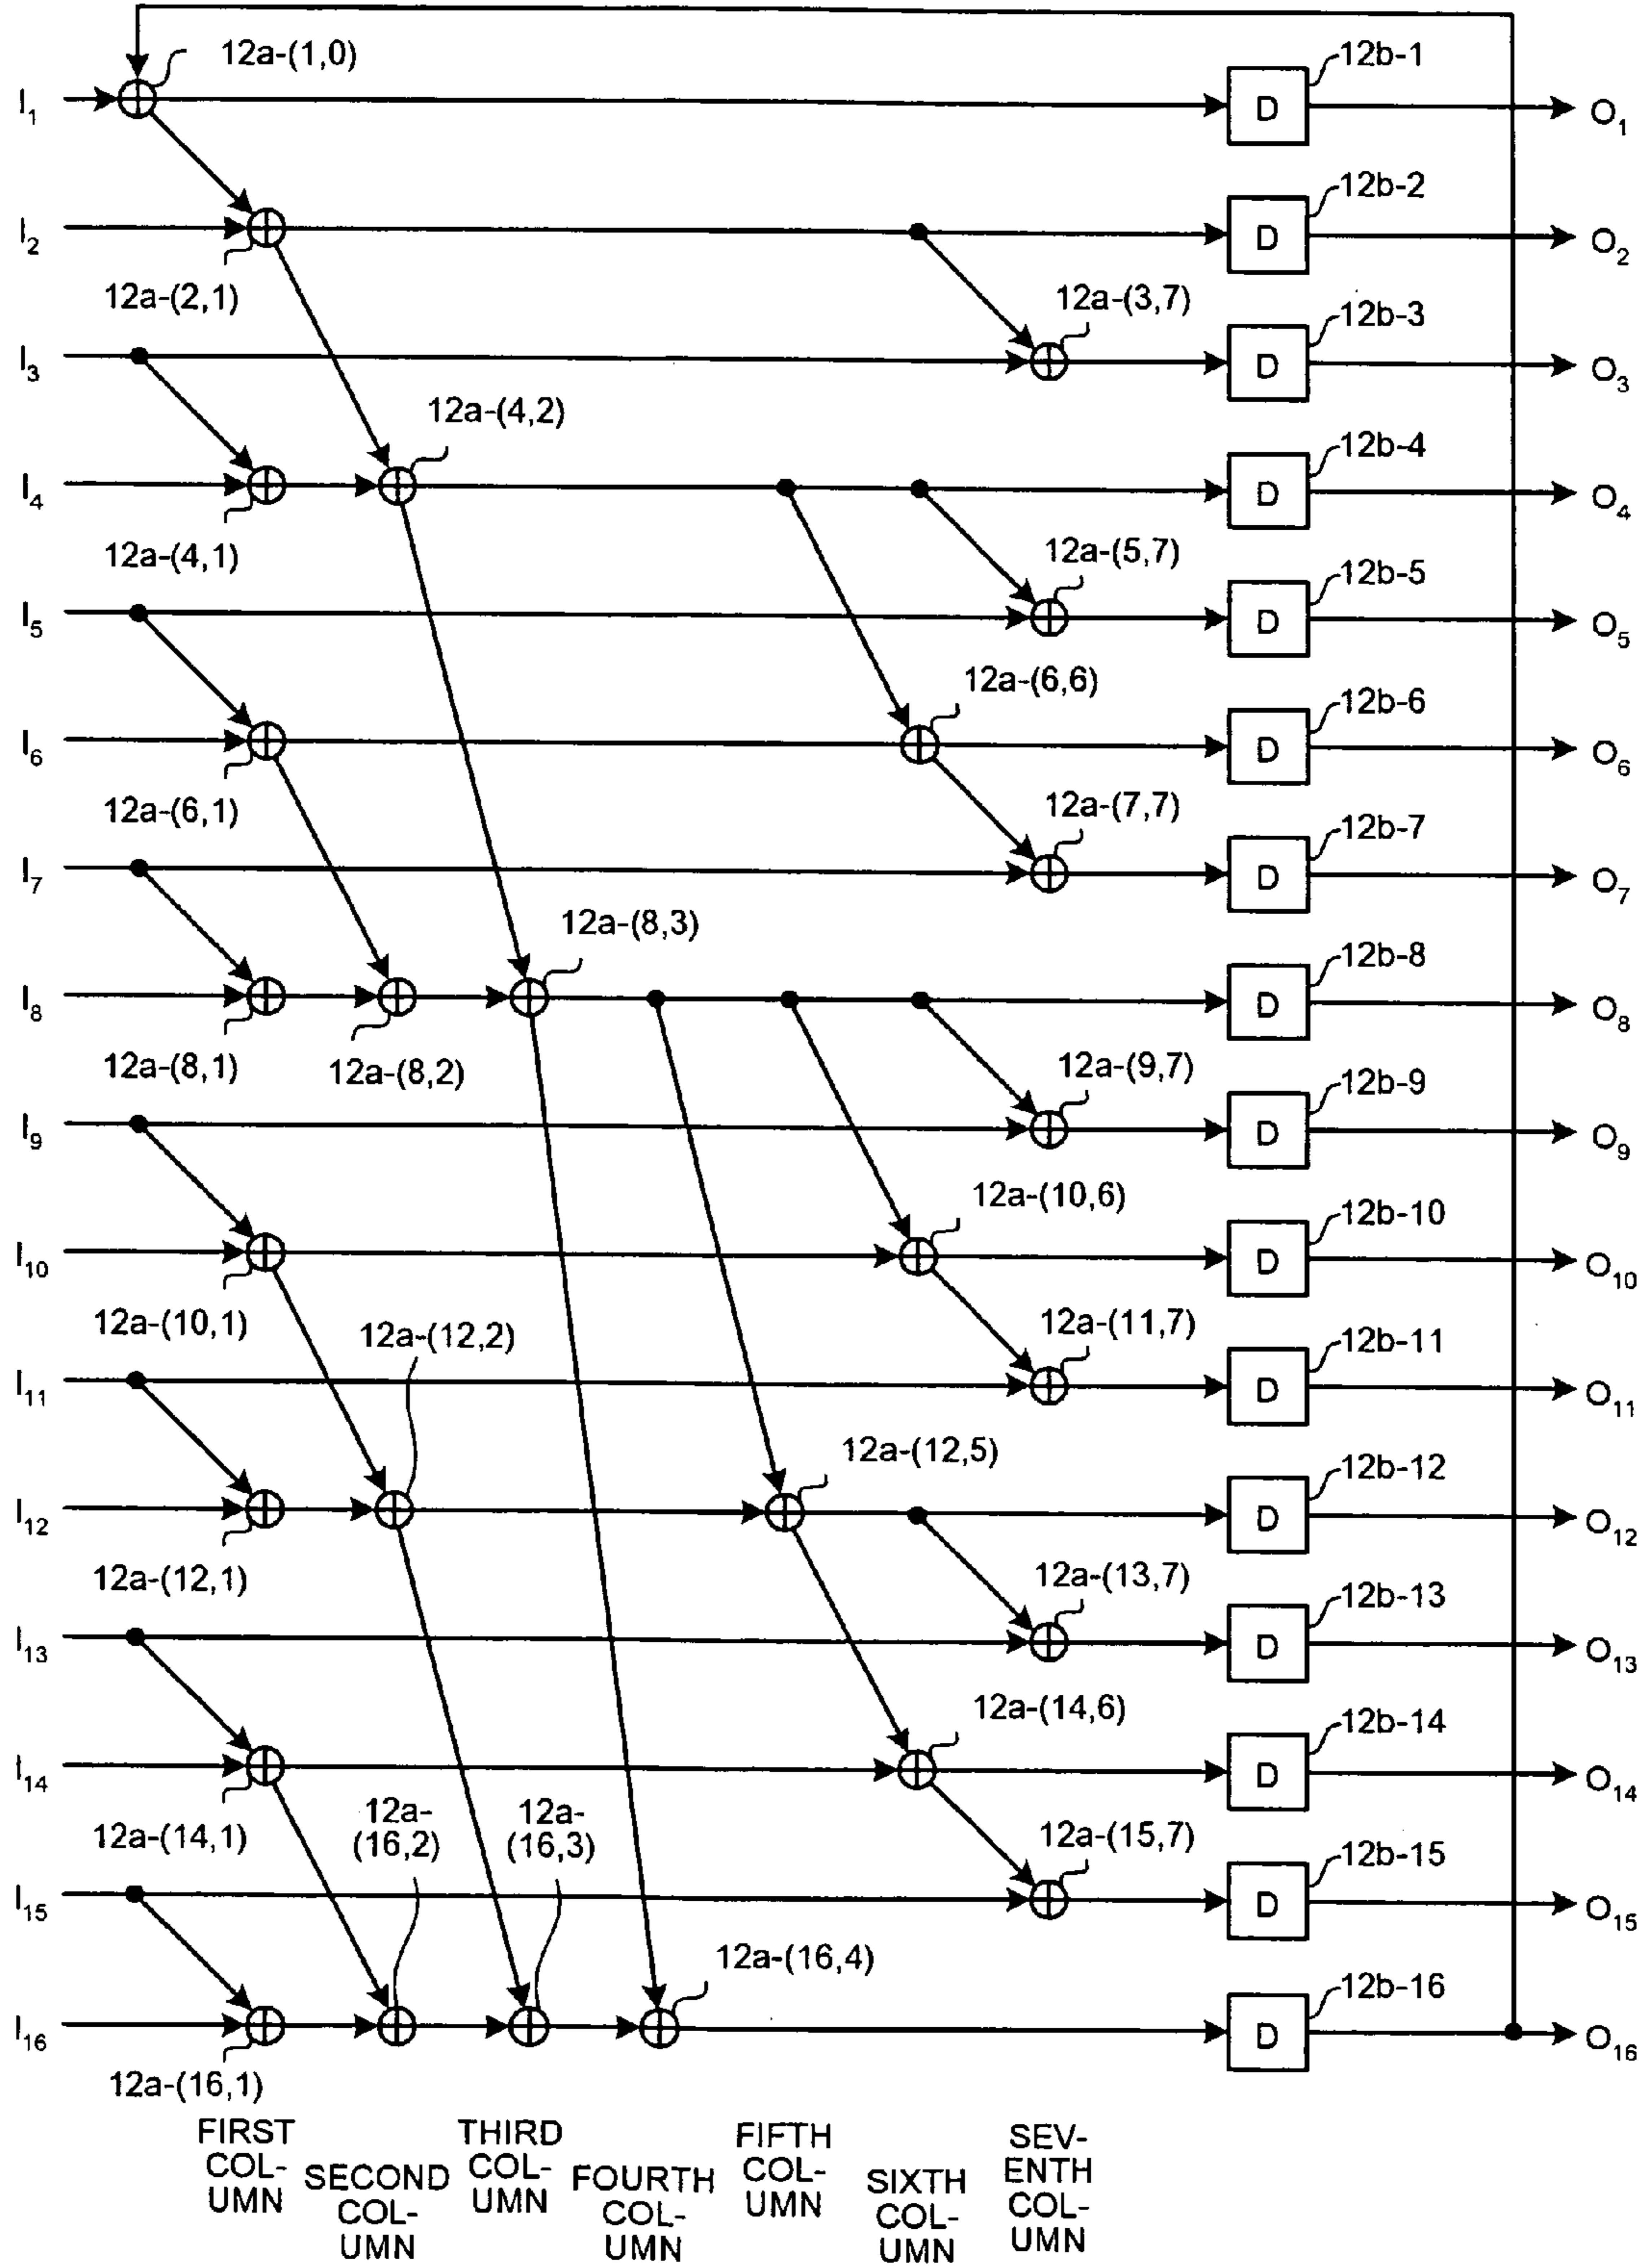 12a-(1,0)
12b-1
I1
D
O1
12b-2
I2
D
O2
12a-(2,1)
12a-(3,7)
12b-3
I3
D
O3
12a-(4,2)
12b-4
I4
D
O4
12a-(4,1)
12a-(5,7)
12b-5
I5
D
O5
12a-(6,6)
12b-6
I6
D
O6
12a-(6,1)
12a-(7,7)
12b-7
I7
D
O7
12a-(8,3)
12b-8
I8
D
O8
12a-(8,1)
12a-(8,2)
12a-(9,7)
12b-9
I9
D
O9
12a-(10,6)
12b-10
I10
D
O10
12a-(10,1)
12a-(12,2)
12a-(11,7)
12b-11
I11
D
O11
12a-(12,5)
12b-12
I12
D
O12
12a-(12,1)
12a-(13,7)
12b-13
I13
D
O13
12a-(14,6)
12b-14
I14
D
O14
12a-(14,1)
12a-
(16,2)
12a-
(16,3)
12a-(15,7)
12b-15
I15
D
O15
12a-(16,4)
12b-16
I16
D
O16
12a-(16,1)
FIRST
COL-
UMN
SECOND
COL-
UMN
THIRD
COL-
UMN
FOURTH
COL-
UMN
FIFTH
COL-
UMN
SIXTH
COL-
UMN
SEV-
ENTH
COL-
UMN